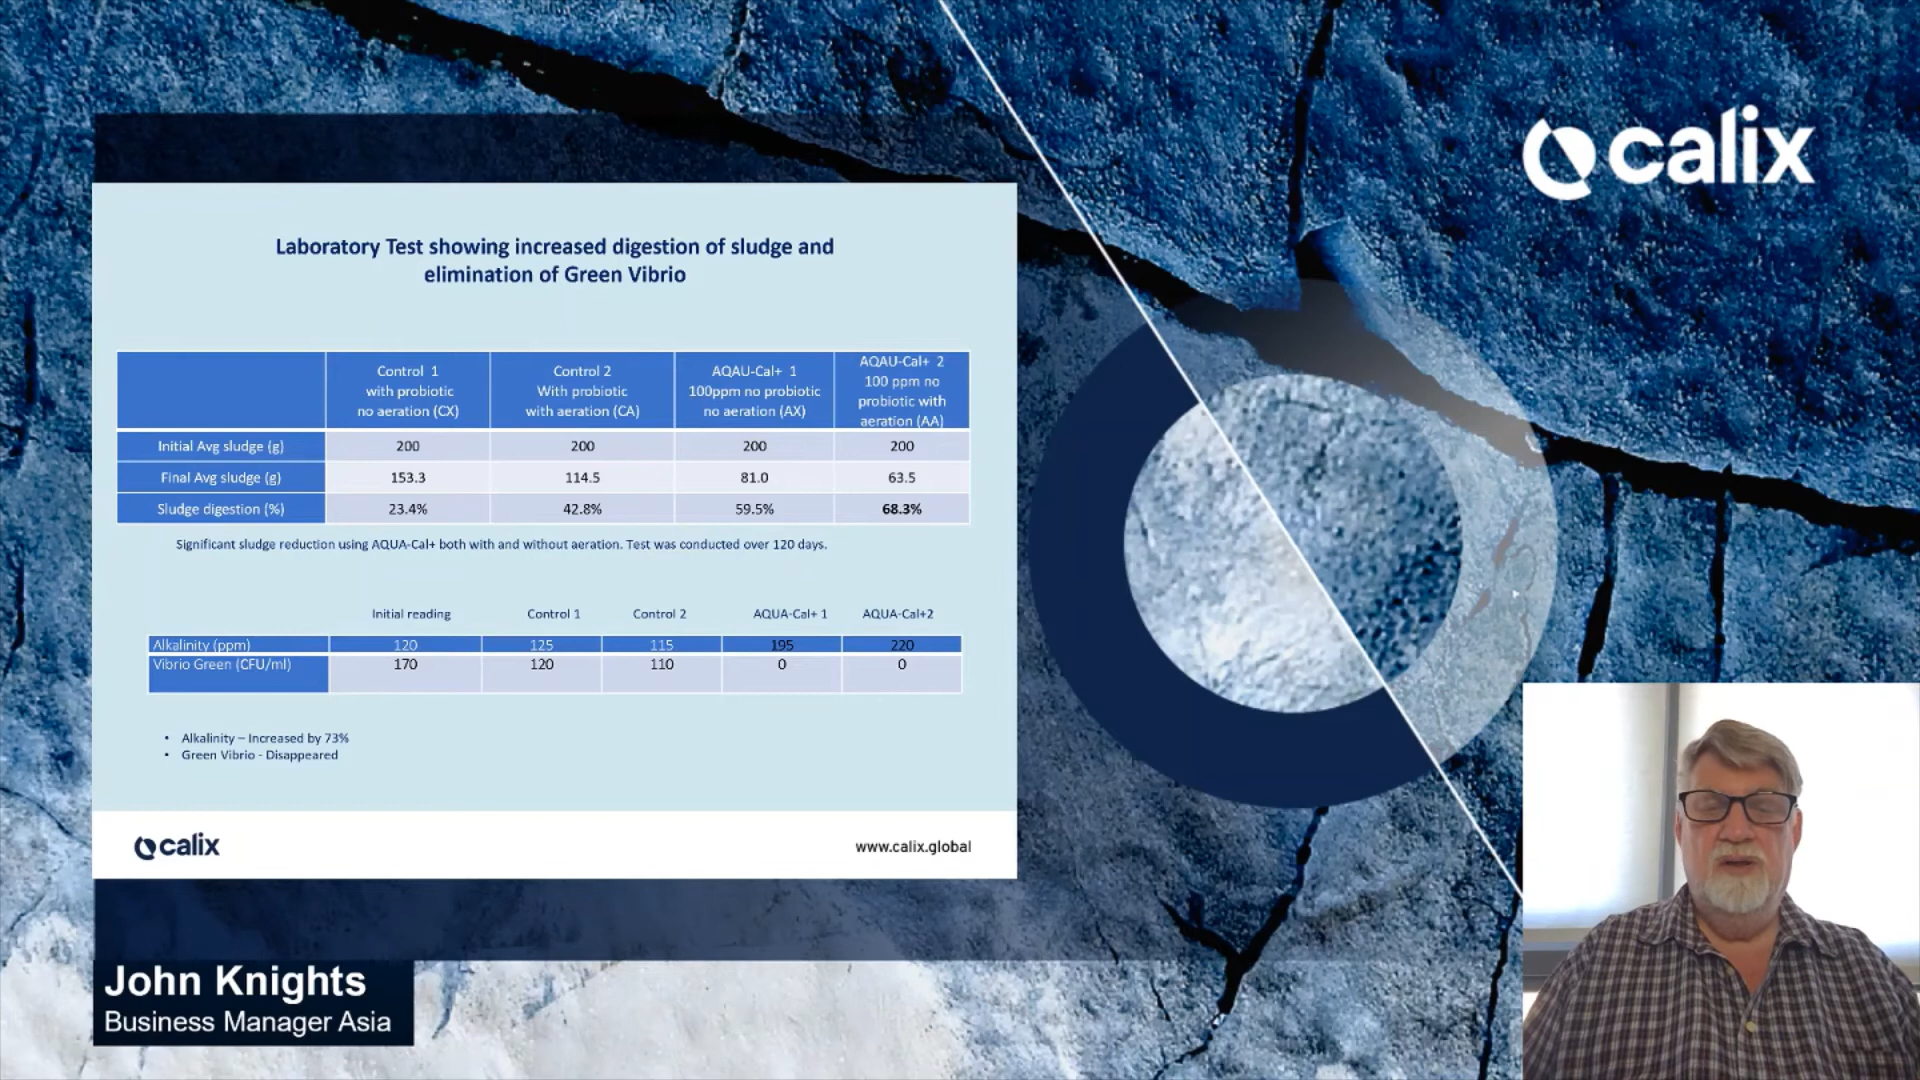 calix
Laboratory Test showing increased digestion of sludge and
elimination of Green Vibrio
Control 1
with probiotic
no aeration (CX)
Control 2
With probiotic
with aeration (CA)
AQAU-Cal+ 1
100ppm no probiotic
no aeration (AX)
AQAU-Cal+ 2
100 ppm no
probiotic with
aeration (AA)
Initial Avg sludge (g) 200 200 200 200
Final Avg sludge (g) 153.3 114.5 81.0 63.5
Sludge digestion (%) 23.4% 42.8% 59.5% 68.3%
Significant sludge reduction using AQUA-Cal+ both with and without aeration. Test was conducted over 120 days.
Initial reading Control 1 Control 2 AQUA-Cal+ 1 AQUA-Cal+2
Alkalinity (ppm) 120 125 115 195 220
Vibrio Green (CFU/ml) 170 120 110 0 0
• Alkalinity – Increased by 73%
• Green Vibrio - Disappeared
calix
www.calix.global
John Knights
Business Manager Asia